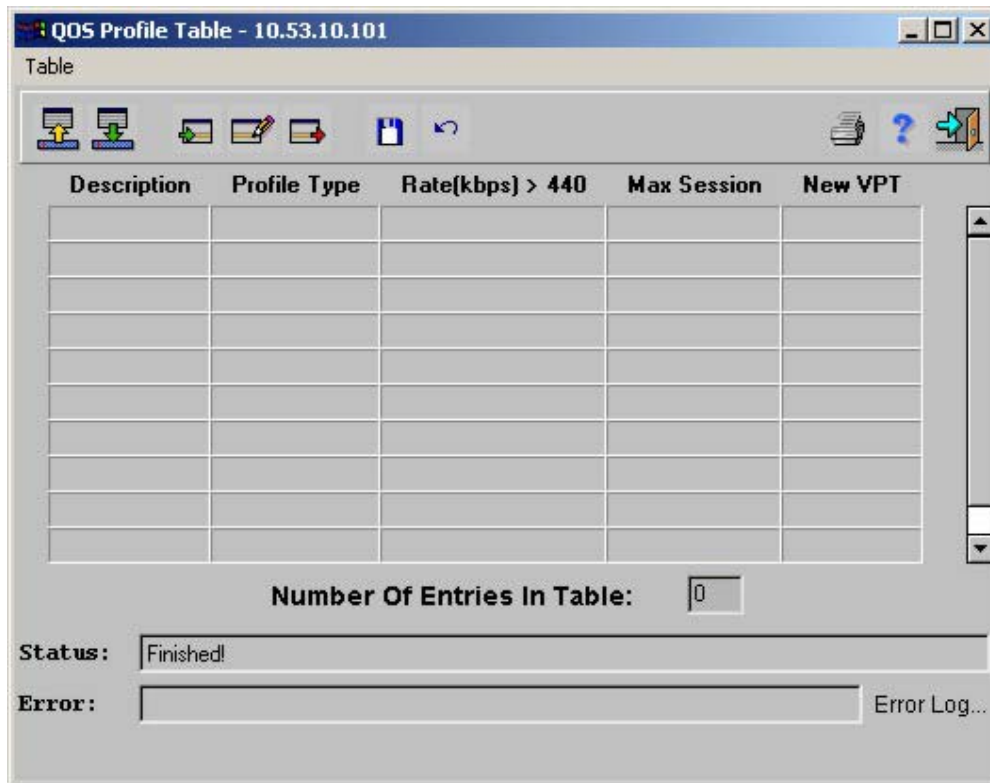 QOS Profile Table - 10.53.10.101
Table
Description Profile Type Rate(kbps) > 440 Max Session New VPT
Number Of Entries In Table: 0
Status: Finished!
Error: Error Log...